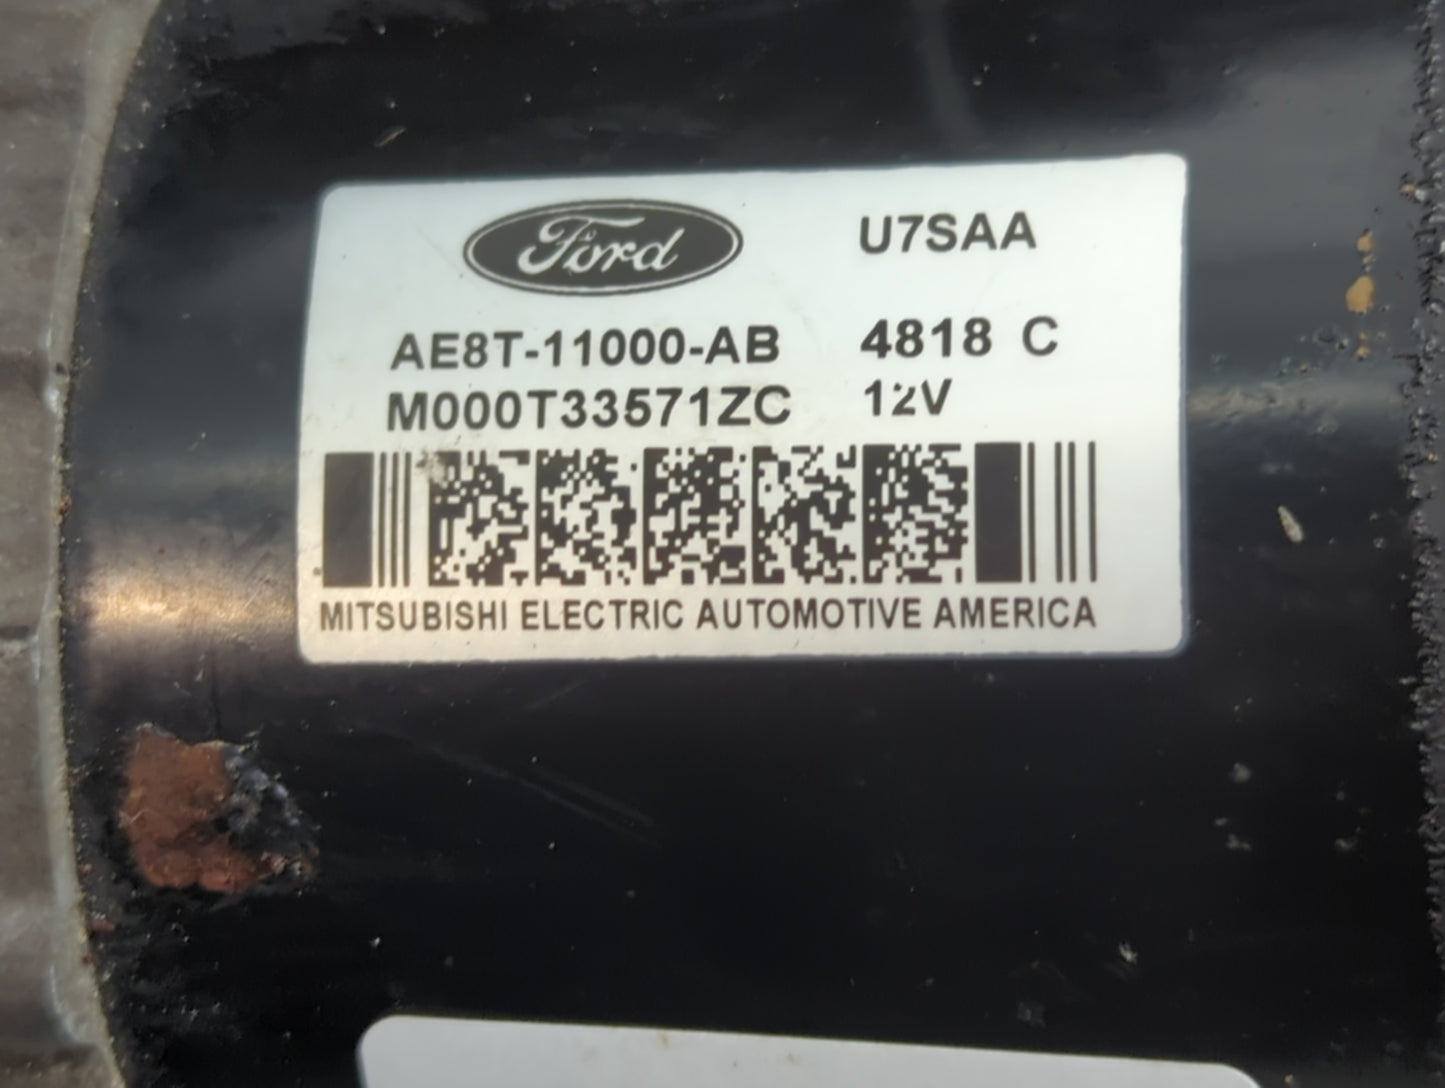 Ford U7SAA
AE8T-11000-AB 4818 C
M000T33571ZC 12V
MITSUBISHI ELECTRIC AUTOMOTIVE AMERICA